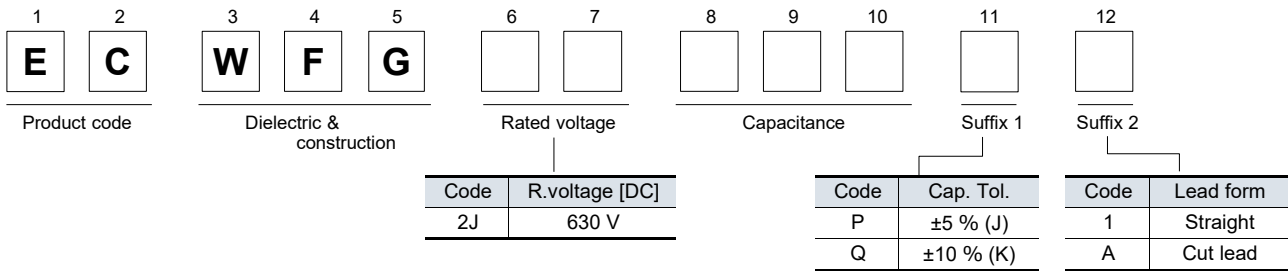 1 2 3 4 5 6 7 8 9 10 11 12
E C W F G
Product code Dielectric & construction Rated voltage Capacitance Suffix 1 Suffix 2
Code R.voltage [DC]
2J 630 V
Code Cap. Tol.
P ±5 % (J)
Q ±10 % (K)
Code Lead form
1 Straight
A Cut lead